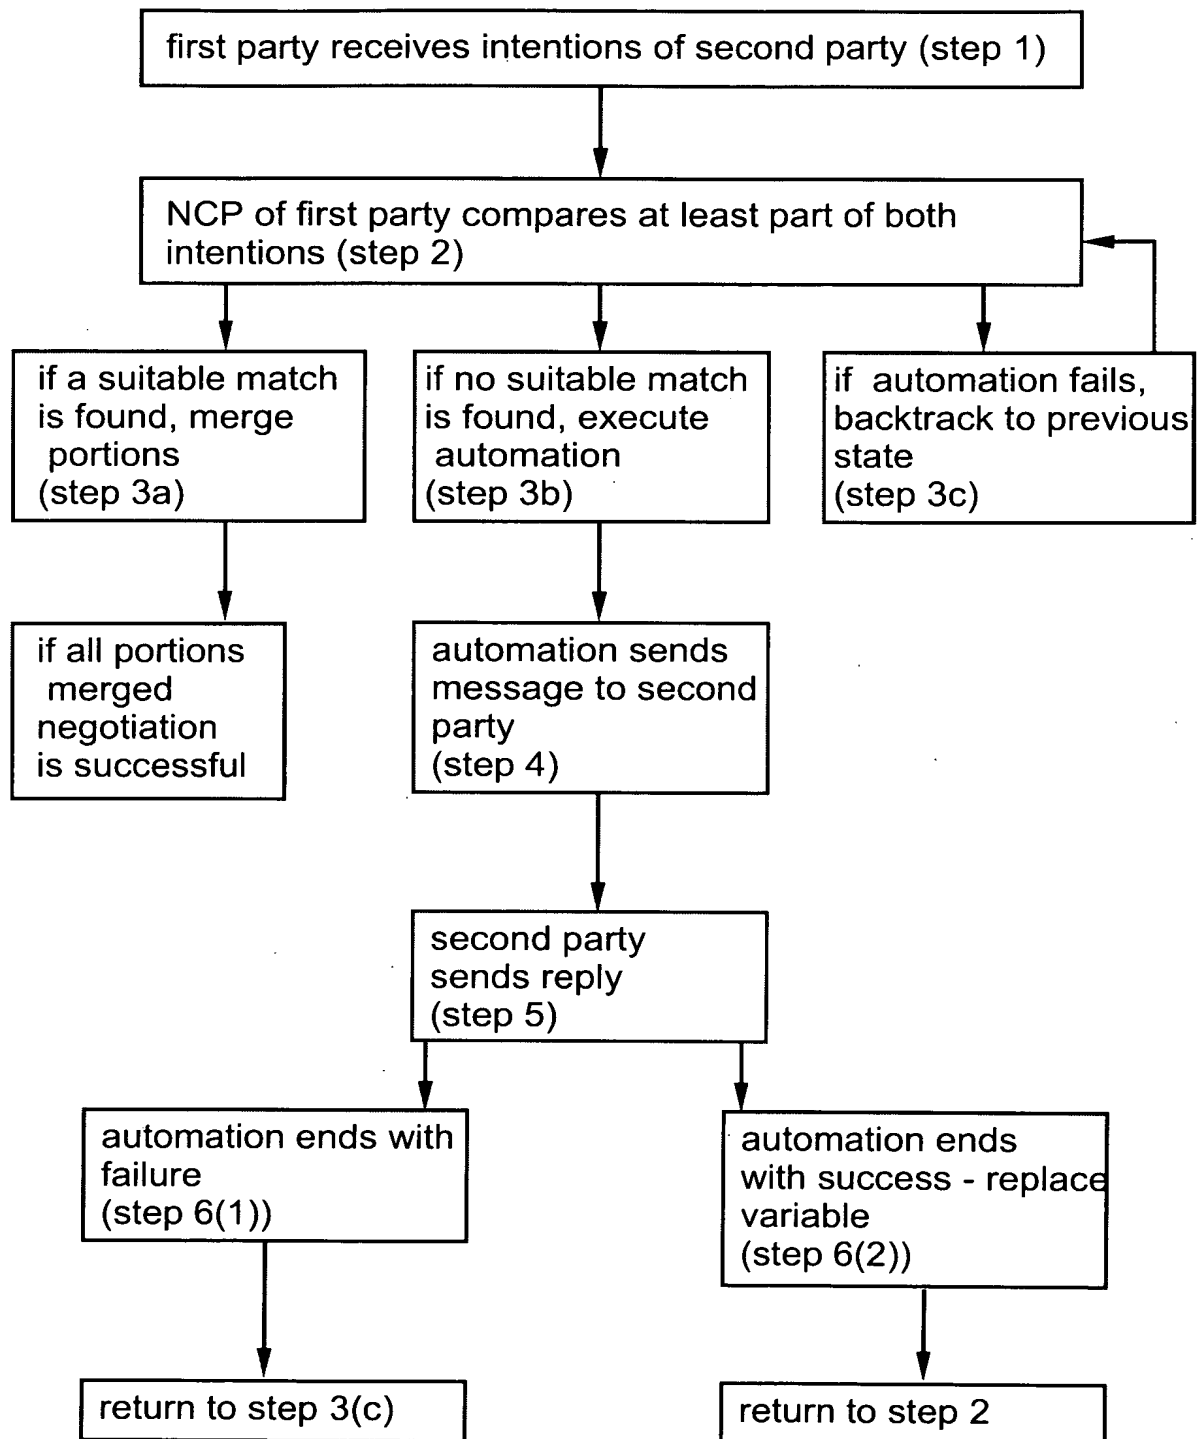 first party receives intentions of second party (step 1)
NCP of first party compares at least part of both
intentions (step 2)
if a suitable match
is found, merge
portions
(step 3a)
if no suitable match
is found, execute
automation
(step 3b)
if automation fails,
backtrack to previous
state
(step 3c)
if all portions
merged
negotiation
is successful
automation sends
message to second
party
(step 4)
second party
sends reply
(step 5)
automation ends with
failure
(step 6(1))
automation ends
with success - replace
variable
(step 6(2))
return to step 3(c)
return to step 2